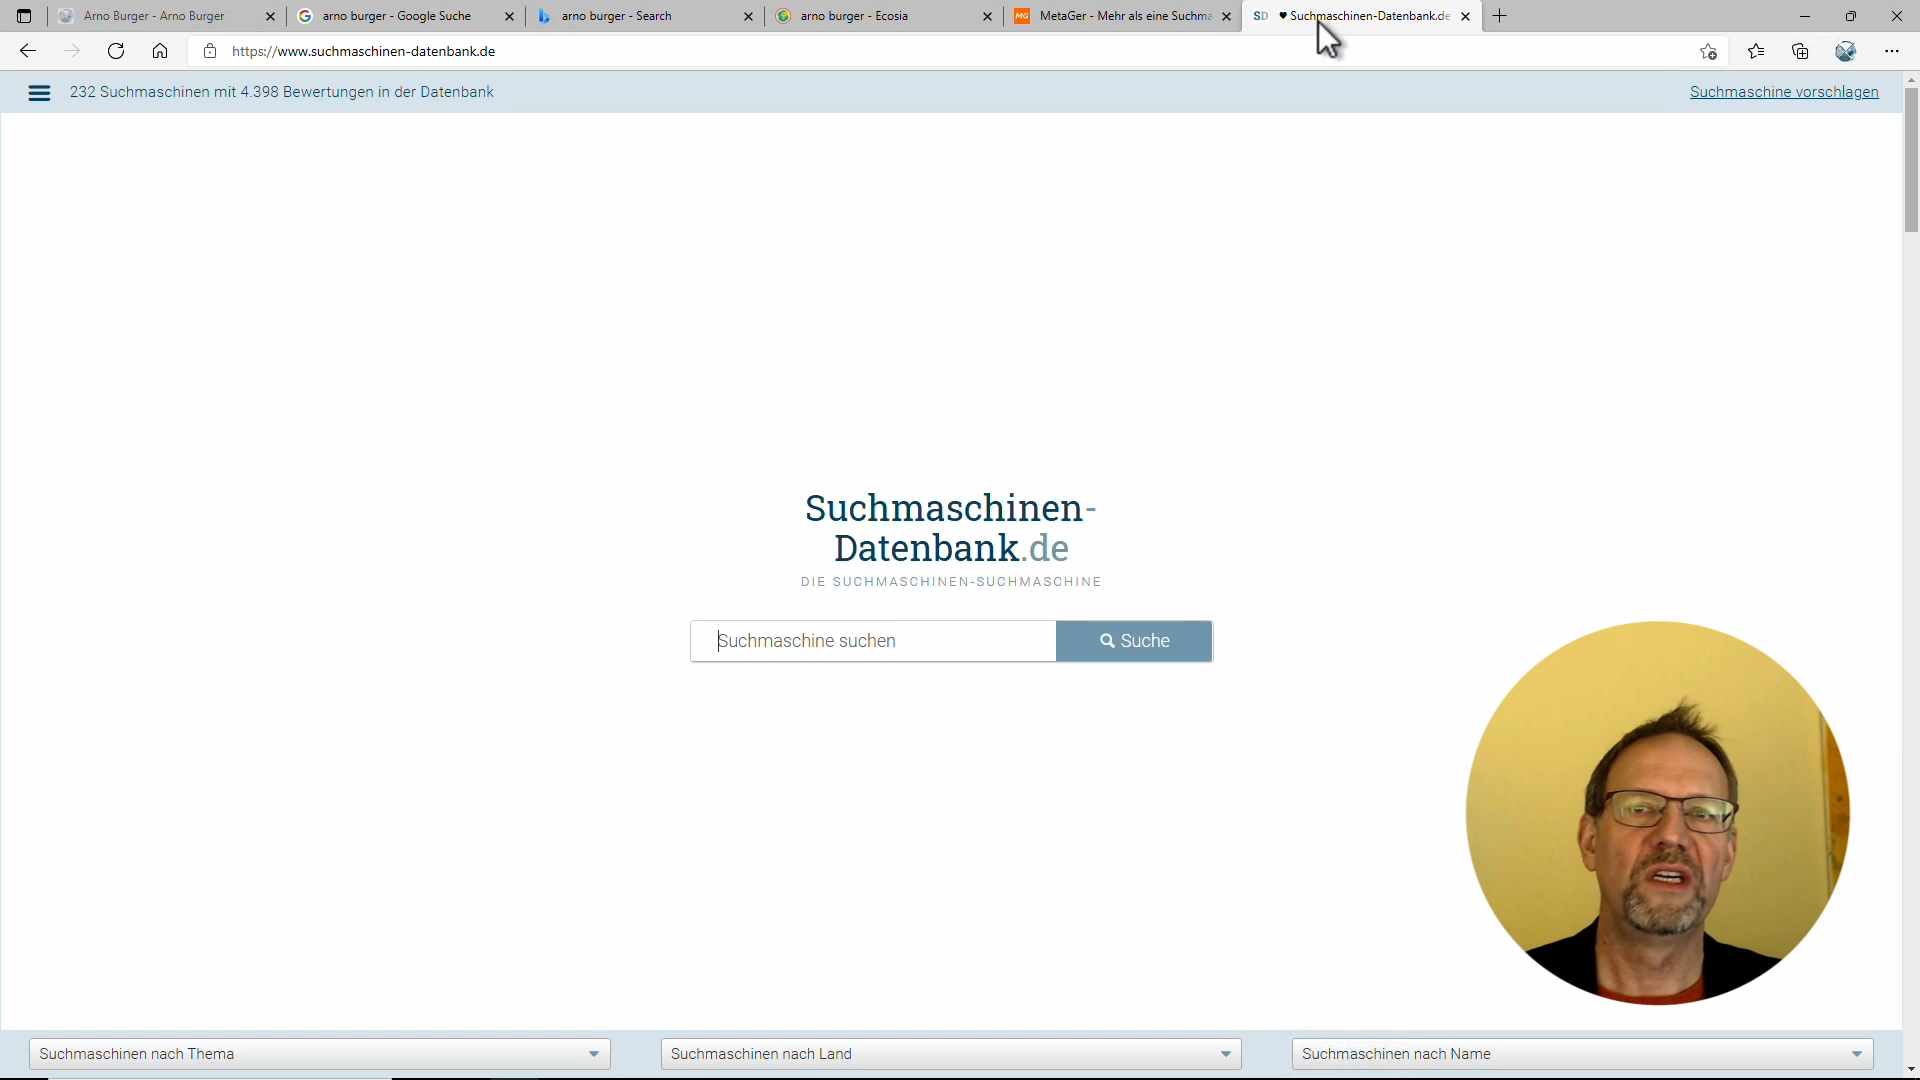 Arno Burger - Arno Burger
arno burger - Google Suche
arno burger - Search
arno burger - Ecosia
MG MetaGer - Mehr als eine Suchma
SD ♥ Suchmaschinen-Datenbank.de
https://www.suchmaschinen-datenbank.de
232 Suchmaschinen mit 4.398 Bewertungen in der Datenbank
Suchmaschine vorschlagen
Suchmaschinen-
Datenbank.de
DIE SUCHMASCHINEN-SUCHMASCHINE
Suchmaschine suchen
Suche
Suchmaschinen nach Thema
Suchmaschinen nach Land
Suchmaschinen nach Name